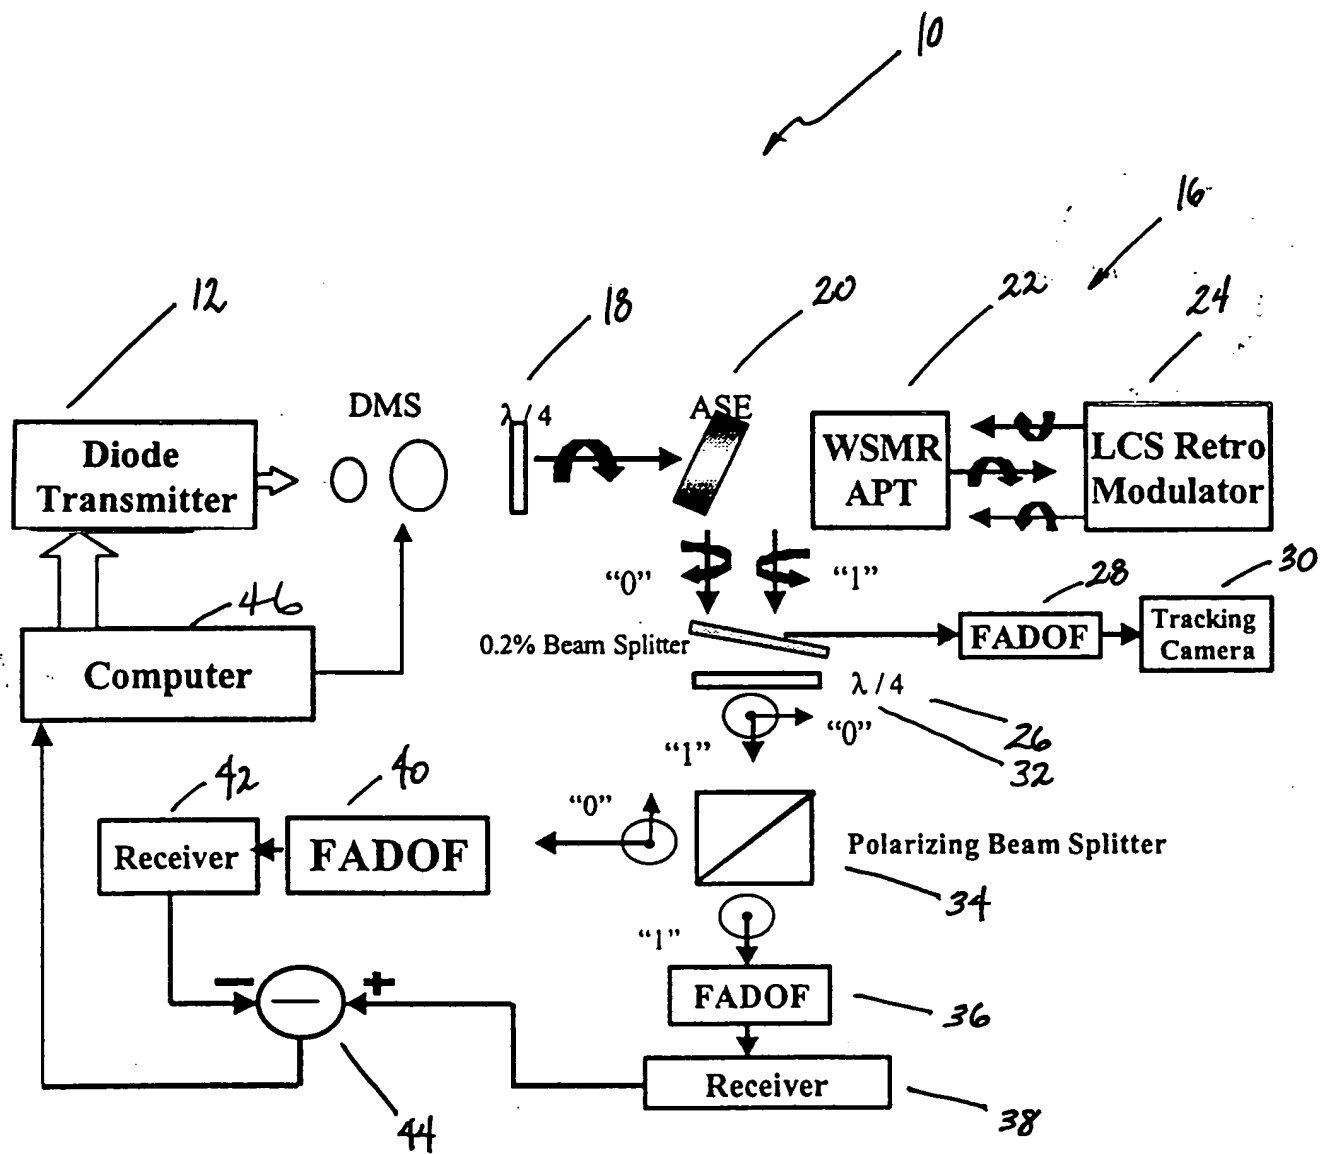 10
16
12
18
20
22
24
DMS
λ/4
ASE
Diode
Transmitter
WSMR
APT
LCS Retro
Modulator
"0"
"1"
28
30
46
0.2% Beam Splitter
FADOF
Tracking
Camera
Computer
λ/4
"0"
"1"
26
32
42
40
"0"
Receiver
FADOF
Polarizing Beam Splitter
34
"1"
− − +
FADOF
36
Receiver
38
44